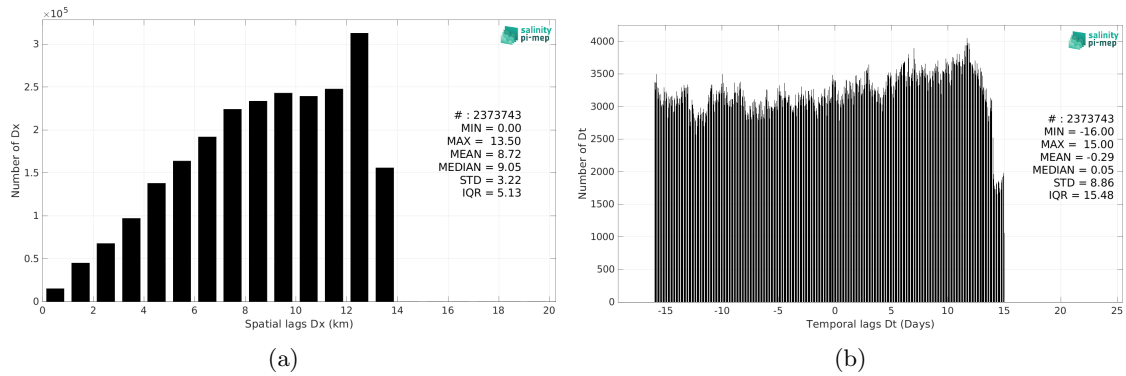 ×10^5
3
2.5
2
1.5
1
0.5
0
Number of Dx
salinity
pi-mep
# : 2373743
MIN = 0.00
MAX = 13.50
MEAN = 8.72
MEDIAN = 9.05
STD = 3.22
IQR = 5.13
0 2 4 6 8 10 12 14 16 18 20
Spatial lags Dx (km)
(a)
4000
3500
3000
2500
2000
1500
1000
500
0
Number of Dt
salinity
pi-mep
# : 2373743
MIN = -16.00
MAX = 15.00
MEAN = -0.29
MEDIAN = 0.05
STD = 8.86
IQR = 15.48
-15 -10 -5 0 5 10 15 20 25
Temporal lags Dt (Days)
(b)